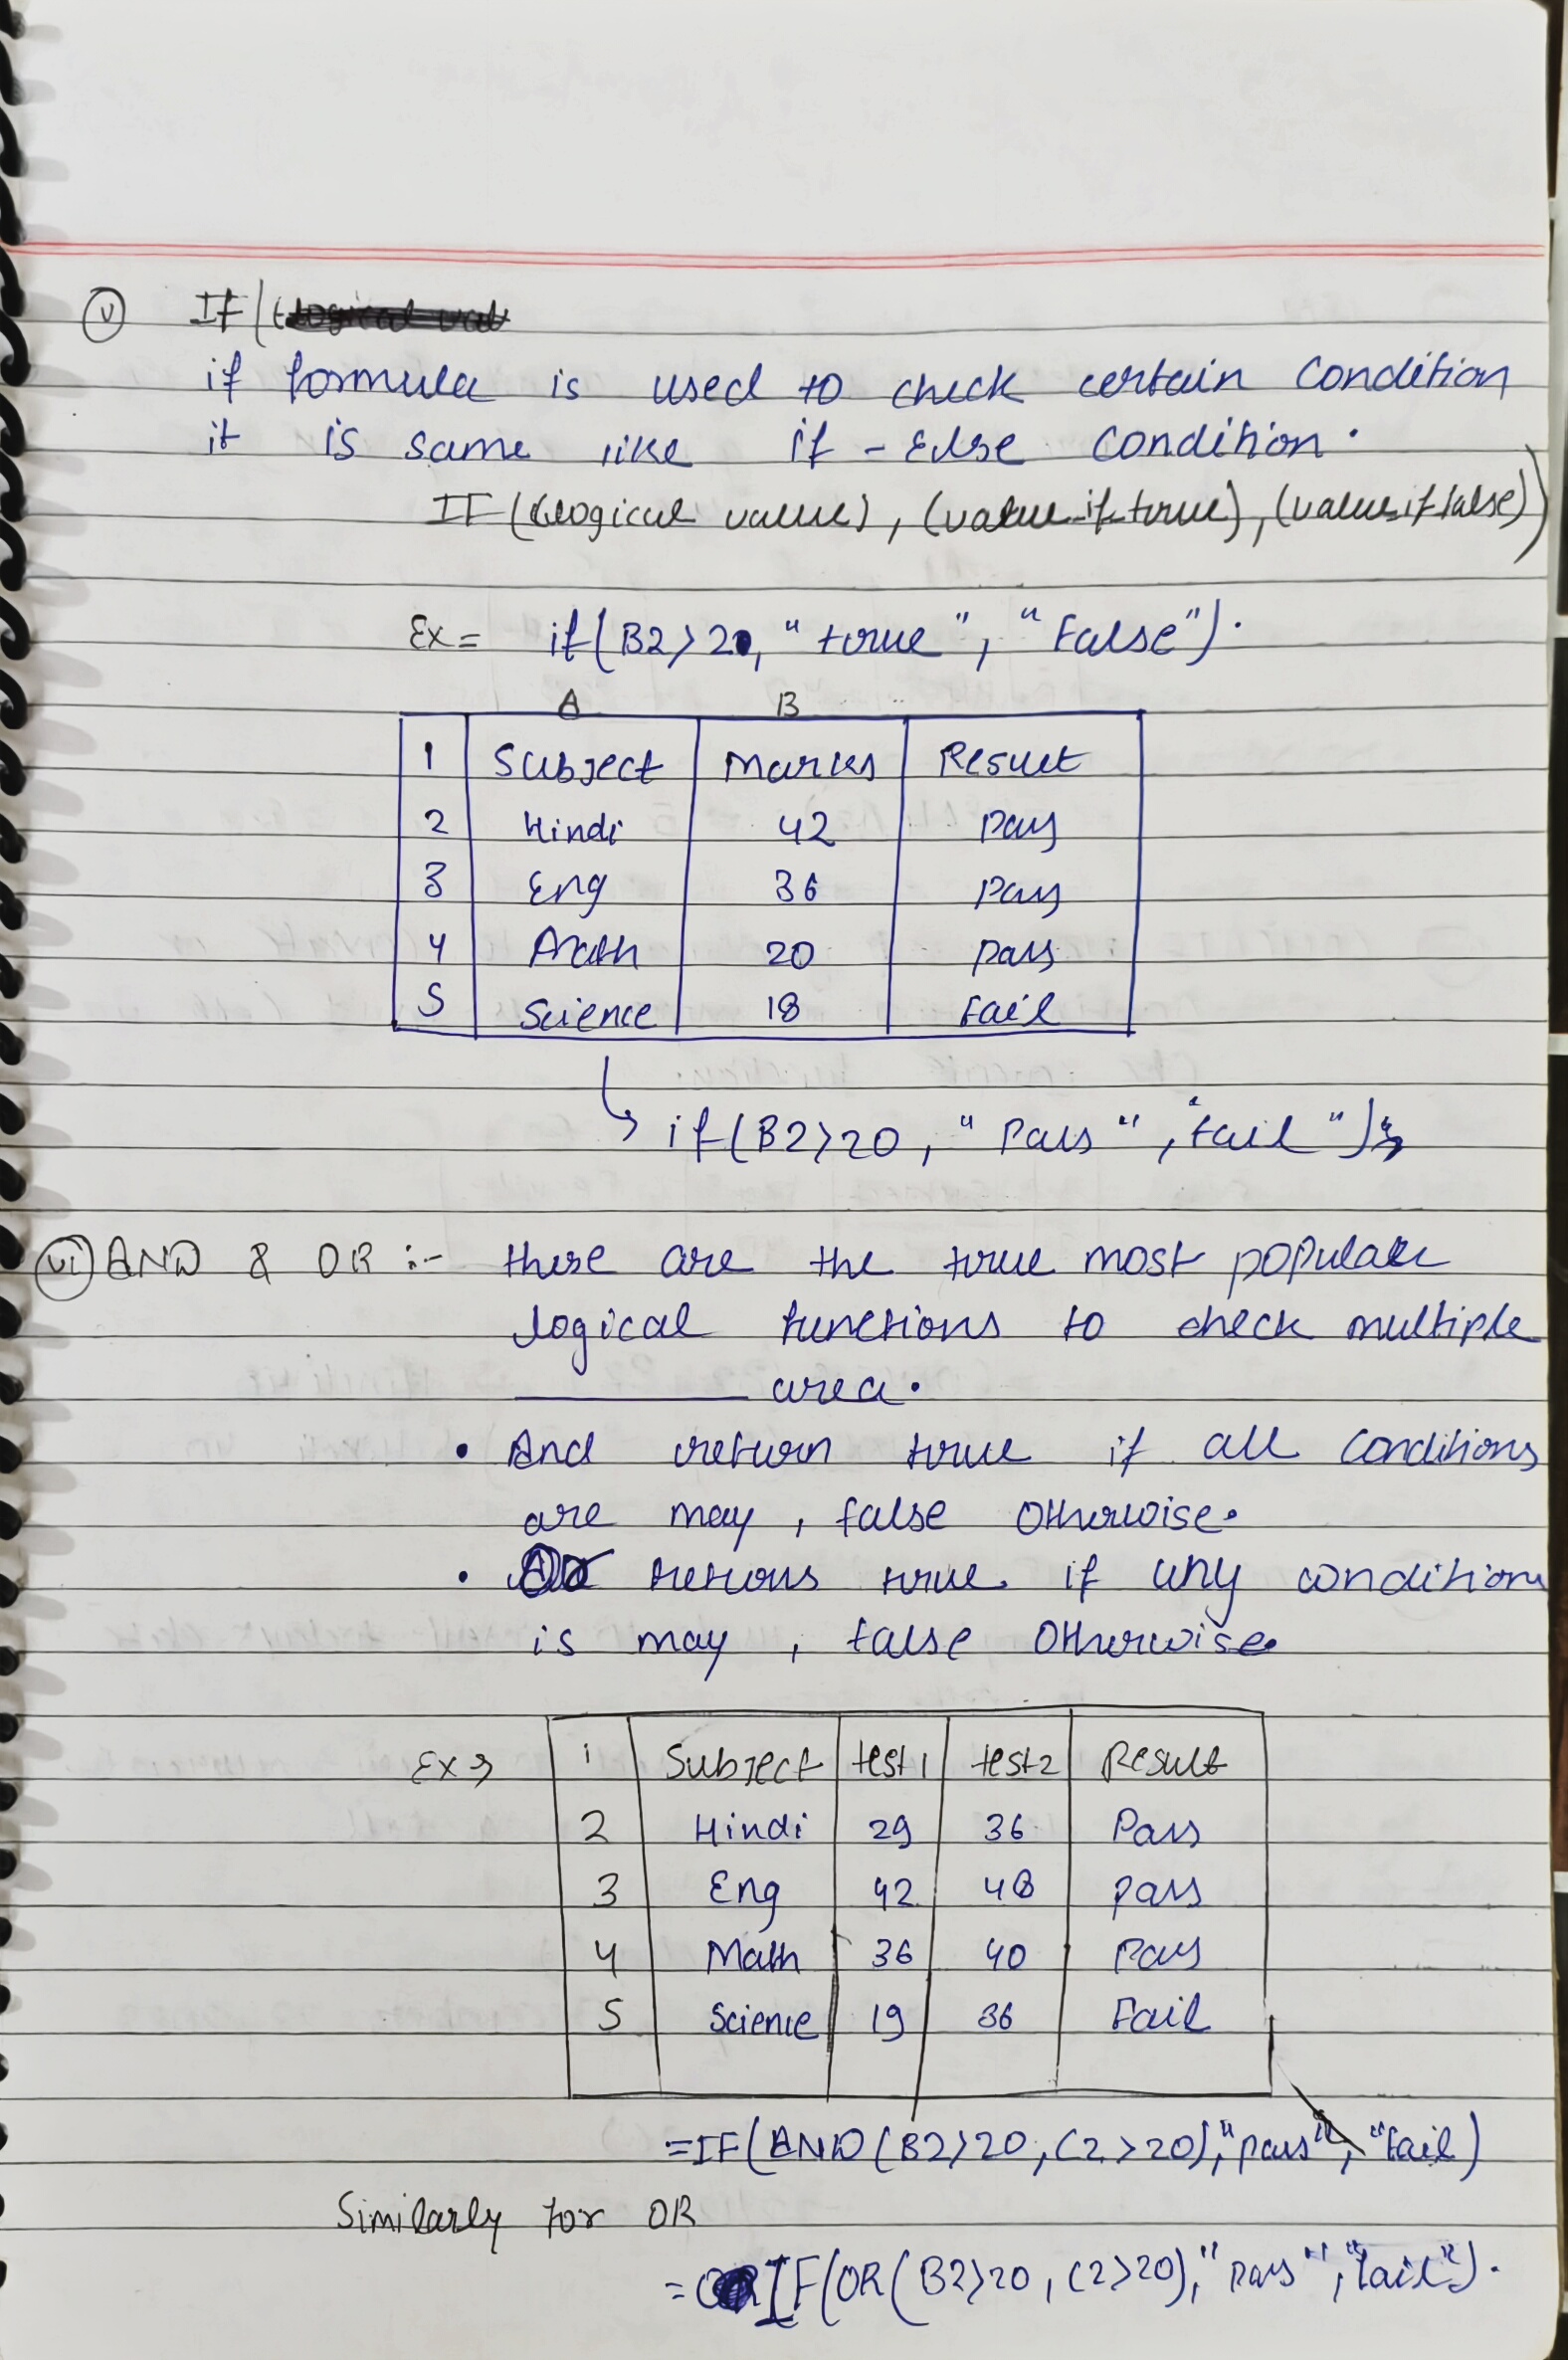 (v) IF(
if formula is used to check certain condition
it is same like if - Else condition.
IF((logical value), (value_if_true), (value_if false))
Ex = if(B2>20, "true", "False").
A B
1 Subject Marks Result
2 Hindi 42 pass
3 Eng 36 pass
4 Math 20 pass
5 Science 18 Fail
↳ if(B2>20, "Pass", "fail");
(vi) AND & OR :- these are the true most popular
logical functions to check multiple
area.
• And return true if all conditions
are may, false otherwise.
• Or returns true if any condition
is may, false otherwise.
Ex→ 1 Subject test1 test2 Result
2 Hindi 29 36 Pass
3 Eng 42 48 pass
4 Math 36 40 Pass
5 Science 19 36 Fail
=IF(AND(B2>20, C2>20),"pass", "fail)
Similarly for OR
=IF(OR(B2>20, C2>20),"pass","fail").